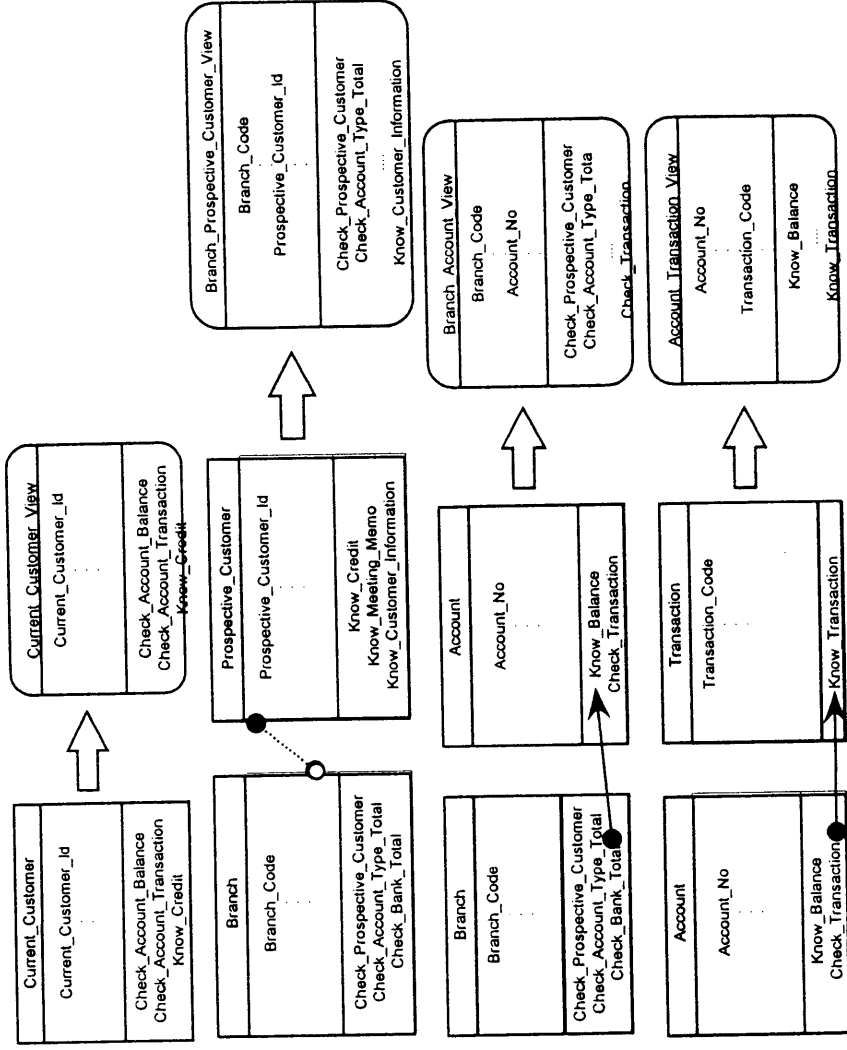 Current_Customer
Current_Customer_Id
Check_Account_Balance
Check_Account_Transaction
Know_Credit
Current_Customer_View
Current_Customer_Id
Check_Account_Balance
Check_Account_Transaction
Know_Credit
Branch
Branch_Code
Check_Prospective_Customer
Check_Account_Type_Total
Check_Bank_Total
Prospective_Customer
Prospective_Customer_Id
Know_Credit
Know_Meeting_Memo
Know_Customer_Information
Branch_Prospective_Customer_View
Branch_Code
Prospective_Customer_Id
Check_Prospective_Customer
Check_Account_Type_Total
....
Know_Customer_Information
Branch
Branch_Code
Check_Prospective_Customer
Check_Account_Type_Total
Check_Bank_Total
Account
Account_No
Know_Balance
Check_Transaction
Branch_Account_View
Branch_Code
Account_No
Check_Prospective_Customer
Check_Account_Type_Tota
....
Check_Transaction
Account
Account_No
Know_Balance
Check_Transaction
Transaction
Transaction_Code
Know_Transaction
Account_Transaction_View
Account_No
Transaction_Code
Know_Balance
....
Know_Transaction